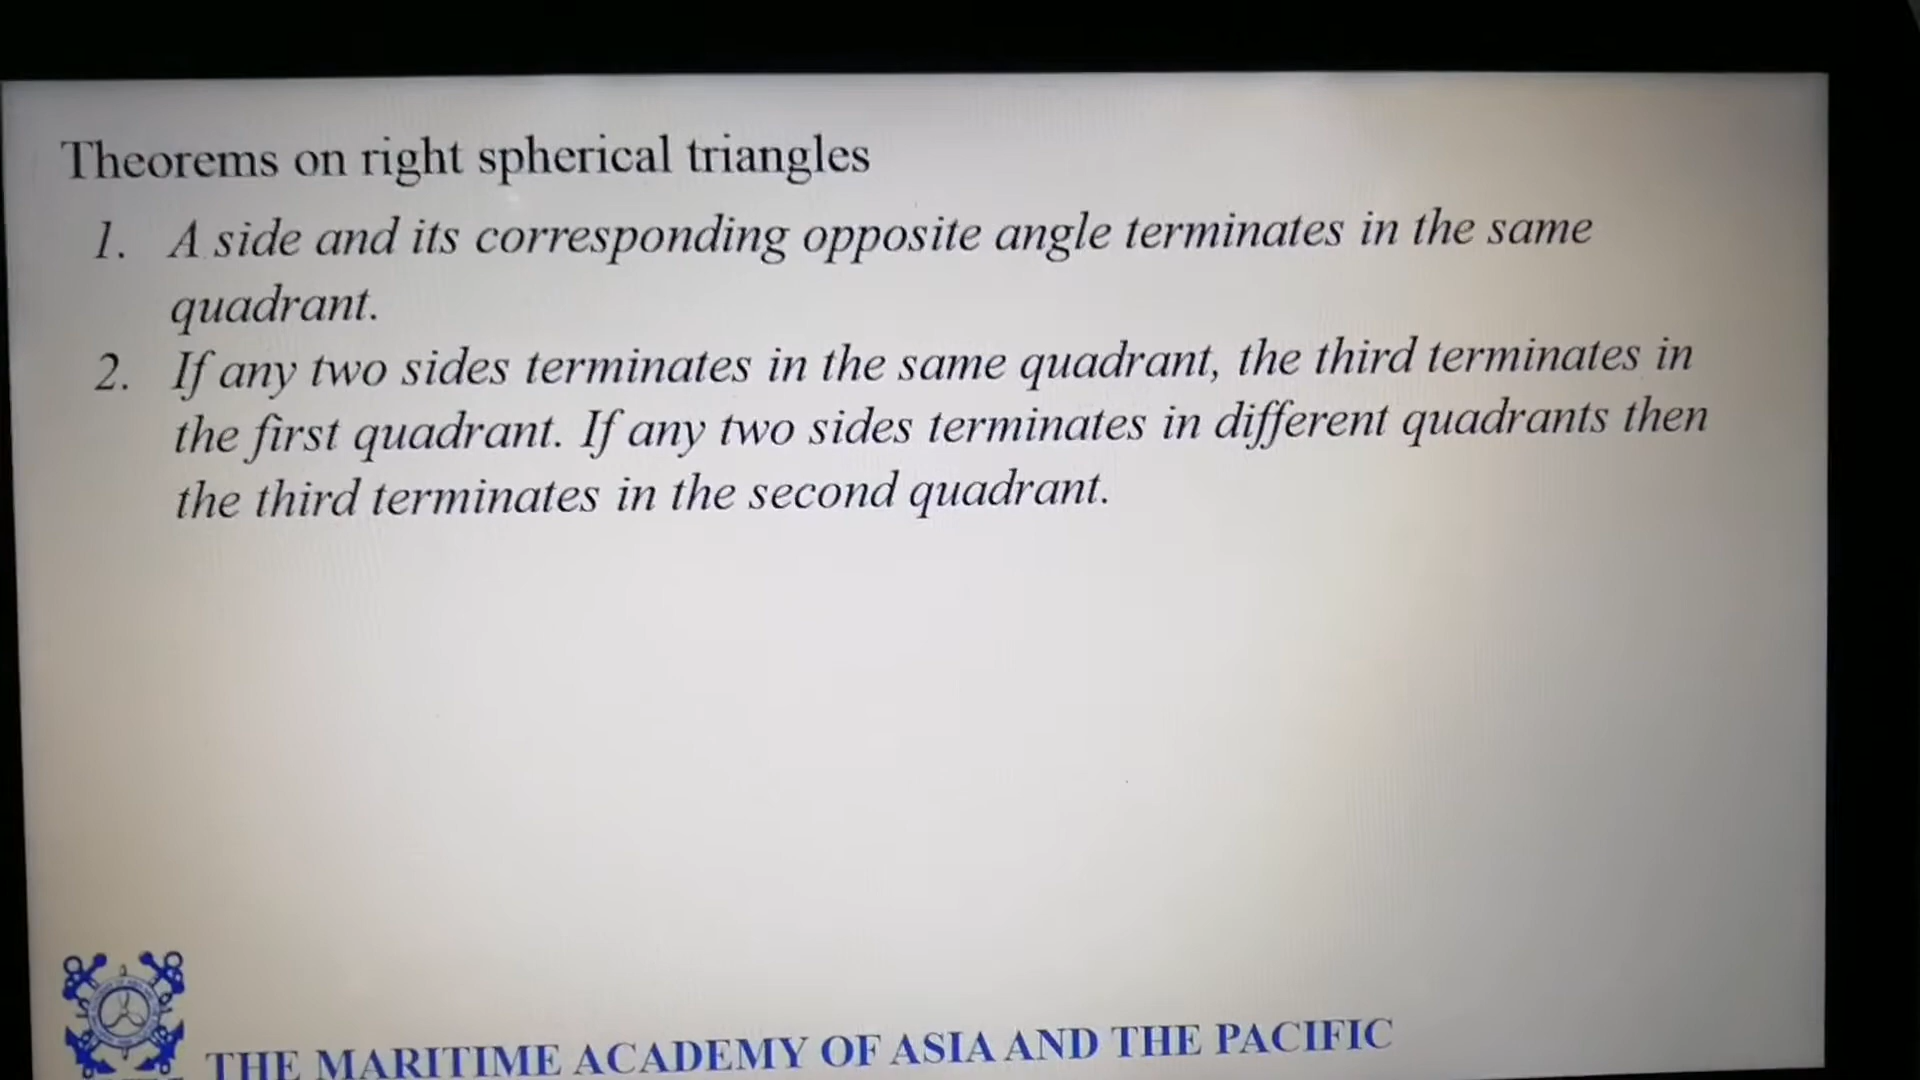 Theorems on right spherical triangles
1. A side and its corresponding opposite angle terminates in the same
quadrant.
2. If any two sides terminates in the same quadrant, the third terminates in
the first quadrant. If any two sides terminates in different quadrants then
the third terminates in the second quadrant.
THE MARITIME ACADEMY OF ASIA AND THE PACIFIC